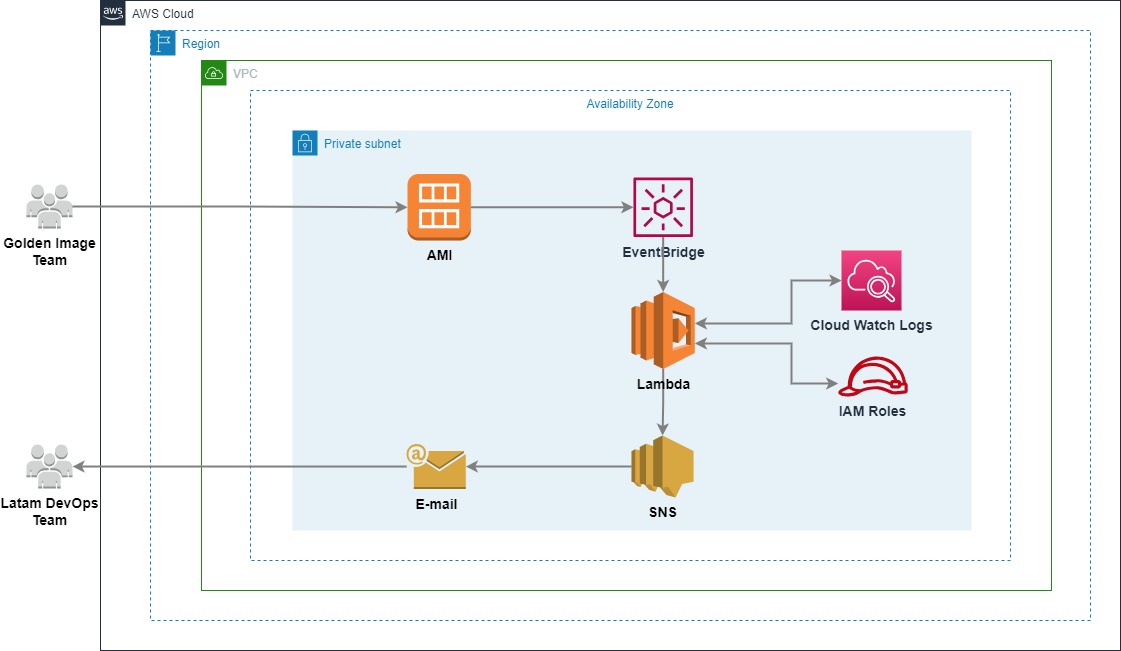 aws
AWS Cloud
Region
VPC
Availability Zone
Private subnet
Golden Image
Team
AMI
EventBridge
Cloud Watch Logs
Lambda
IAM Roles
@
Latam DevOps
Team
E-mail
SNS